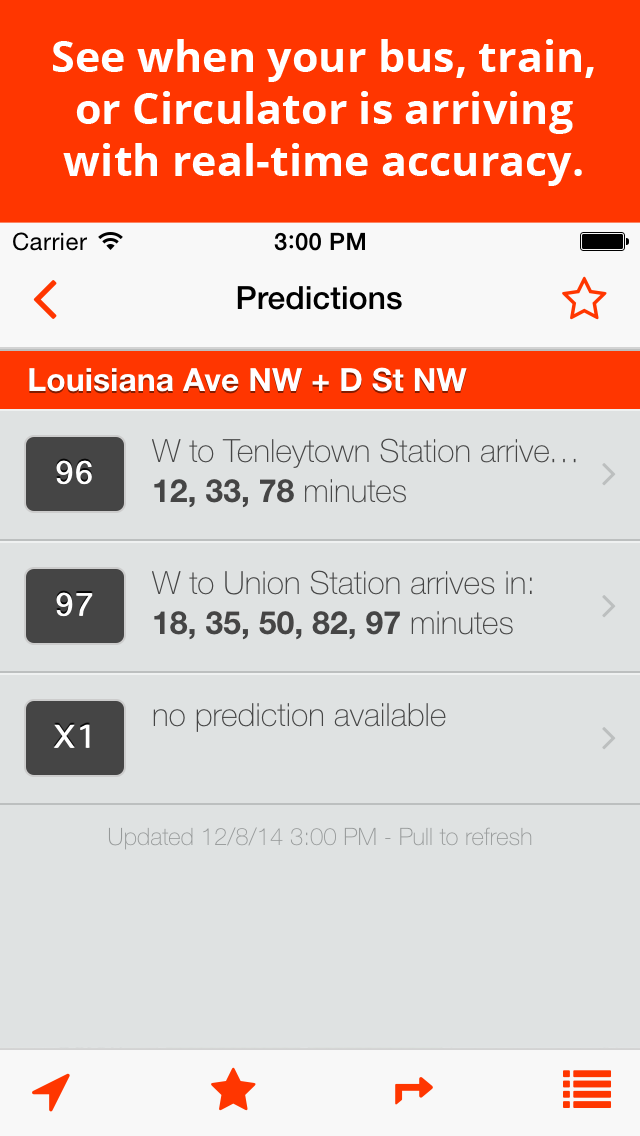 See when your bus, train,
or Circulator is arriving
with real-time accuracy.
Carrier 3:00 PM
Predictions
Louisiana Ave NW + D St NW
96
W to Tenleytown Station arrive...
12, 33, 78 minutes
97
W to Union Station arrives in:
18, 35, 50, 82, 97 minutes
X1
no prediction available
Updated 12/8/14 3:00 PM - Pull to refresh